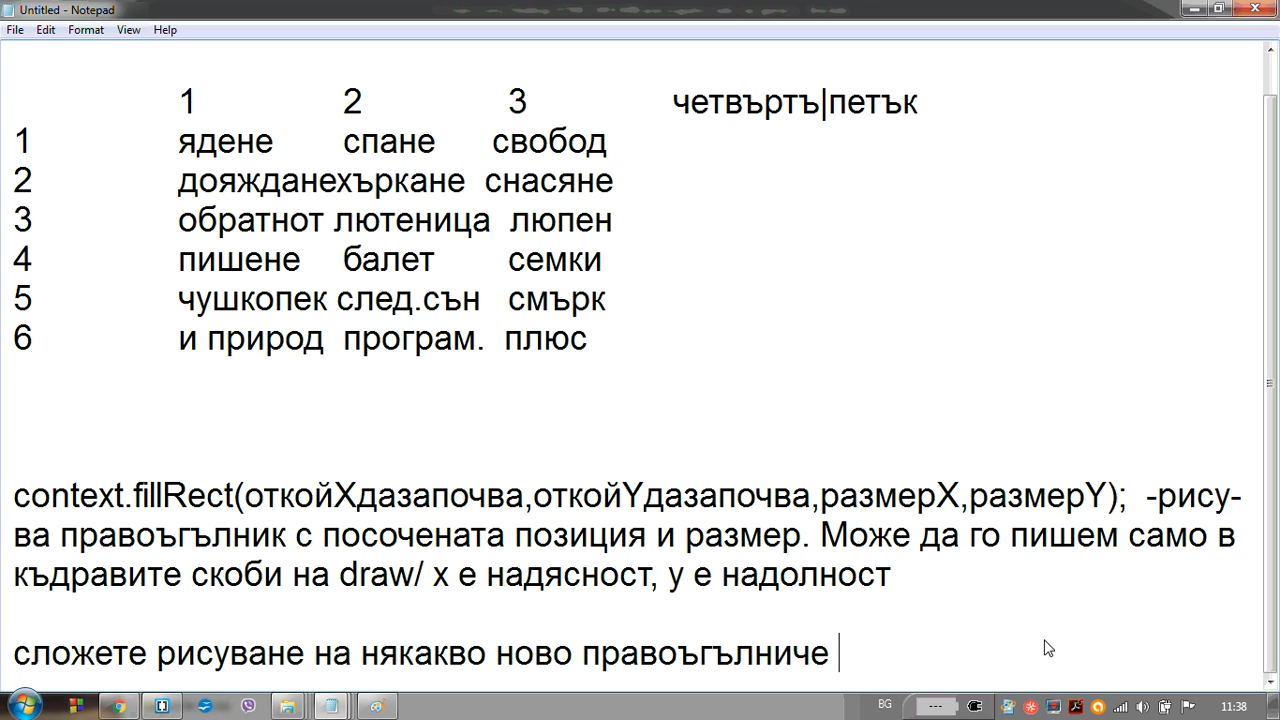 Untitled - Notepad
File Edit Format View Help
1 2 3 четвъртъ|петък
1 ядене спане свобод
2 дояжданехъркане снасяне
3 обратнот лютеница люпен
4 пишене балет семки
5 чушкопек след.сън смърк
6 и природ програм. плюс
context.fillRect(откойXдазапочва,откойYдазапочва,размерX,размерY); -рису-
ва правоъгълник с посочената позиция и размер. Може да го пишем само в
къдравите скоби на draw/ x е надясност, y е надолност
сложете рисуване на някакво ново правоъгълниче
BG --- 11:38